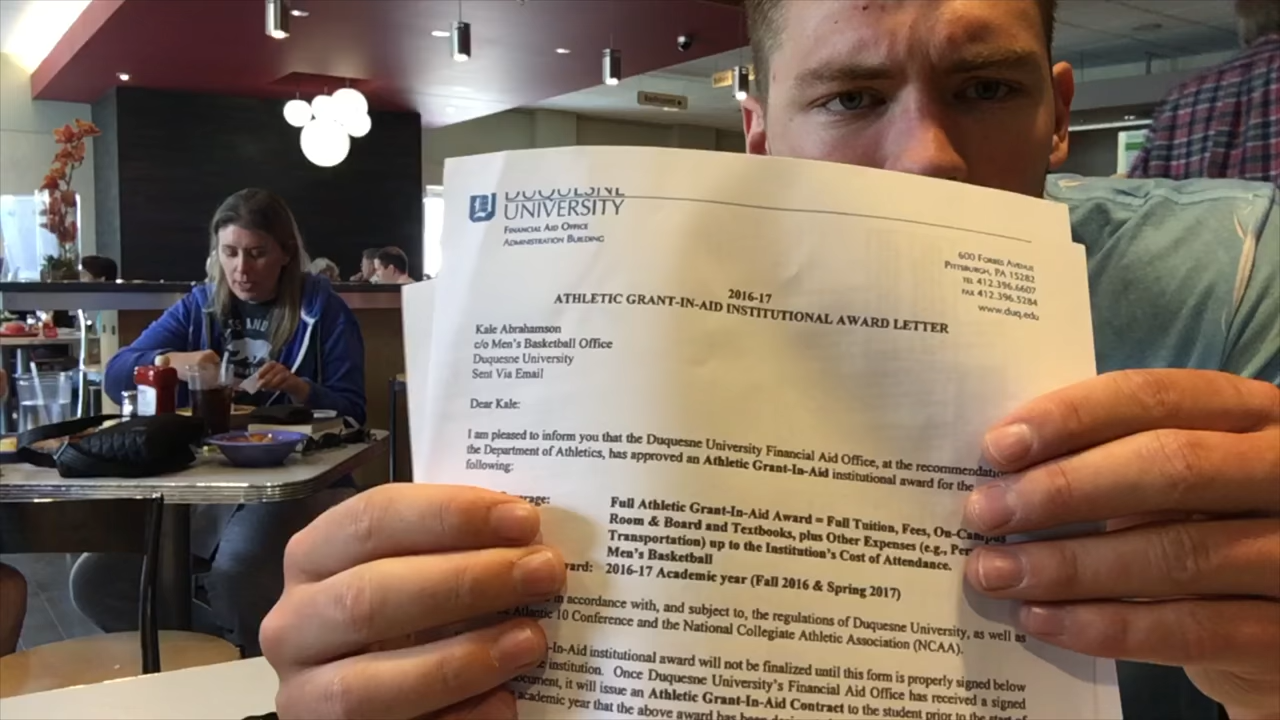 Restrooms
DUQUESNE
UNIVERSITY
FINANCIAL AID OFFICE
ADMINISTRATION BUILDING
600 FORBES AVENUE
PITTSBURGH, PA 15282
TEL 412.396.6607
FAX 412.396.5284
www.duq.edu
2016-17
ATHLETIC GRANT-IN-AID INSTITUTIONAL AWARD LETTER
Kale Abrahamson
c/o Men's Basketball Office
Duquesne University
Sent Via Email
Dear Kale:
I am pleased to inform you that the Duquesne University Financial Aid Office, at the recommendatio
the Department of Athletics, has approved an Athletic Grant-In-Aid institutional award for the
following:
rage: Full Athletic Grant-In-Aid Award = Full Tuition, Fees, On-Campus
Room & Board and Textbooks, plus Other Expenses (e.g., Per
Transportation) up to the Institution's Cost of Attendance.
Men's Basketball
ward: 2016-17 Academic year (Fall 2016 & Spring 2017)
in accordance with, and subject to, the regulations of Duquesne University, as well as
Atlantic 10 Conference and the National Collegiate Athletic Association (NCAA).
-In-Aid institutional award will not be finalized until this form is properly signed below
institution. Once Duquesne University's Financial Aid Office has received a signed
document, it will issue an Athletic Grant-In-Aid Contract to the student prior to the start of
academic year that the above award has been